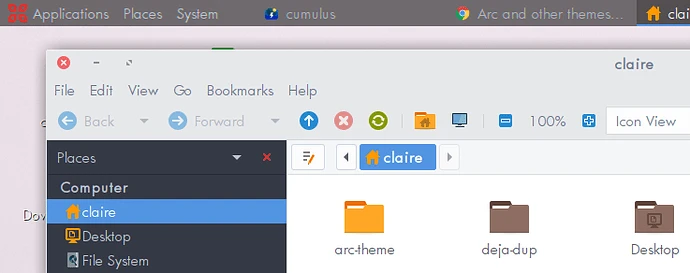 Applications Places System cumulus Arc and other themes... clai
claire
File Edit View Go Bookmarks Help
Back Forward 100% Icon View
Places claire
Computer
claire
Desktop
File System
arc-theme deja-dup Desktop
Dov